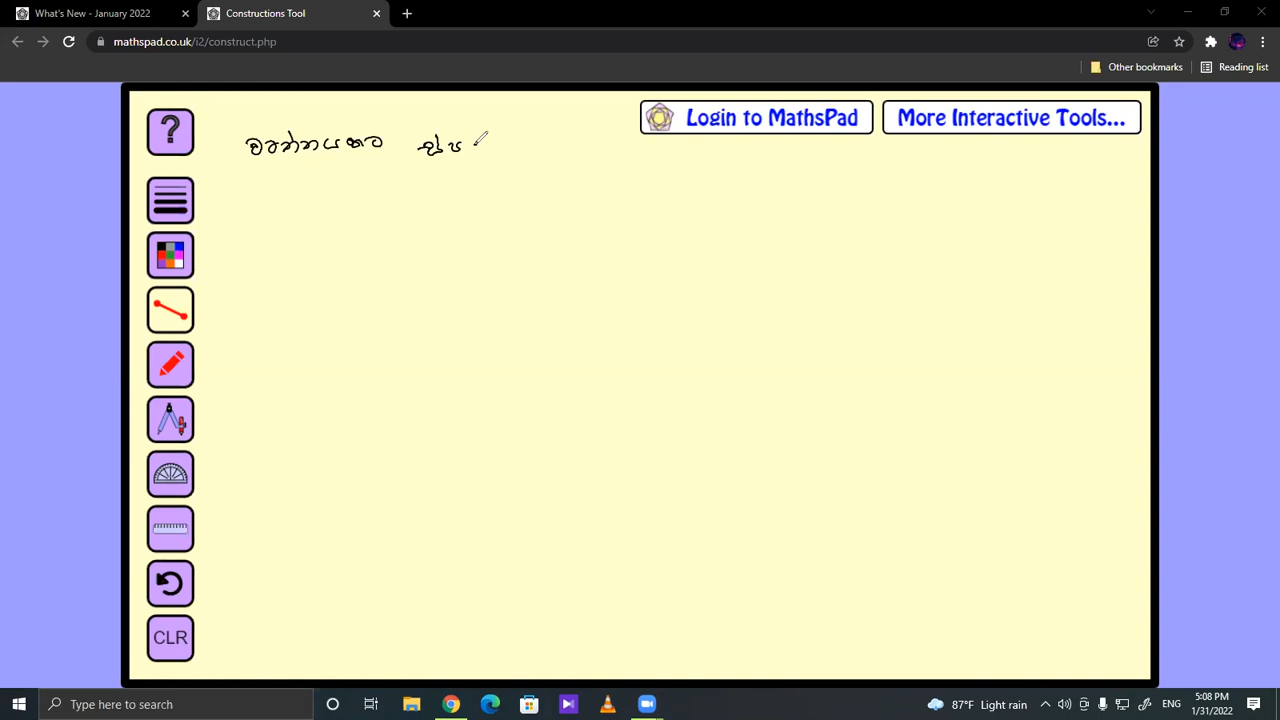 What's New - January 2022
Constructions Tool
mathspad.co.uk/i2/construct.php
Other bookmarks
Reading list
?
Login to MathsPad
More Interactive Tools...
CLR
Type here to search
87°F Light rain
ENG
5:08 PM
1/31/2022